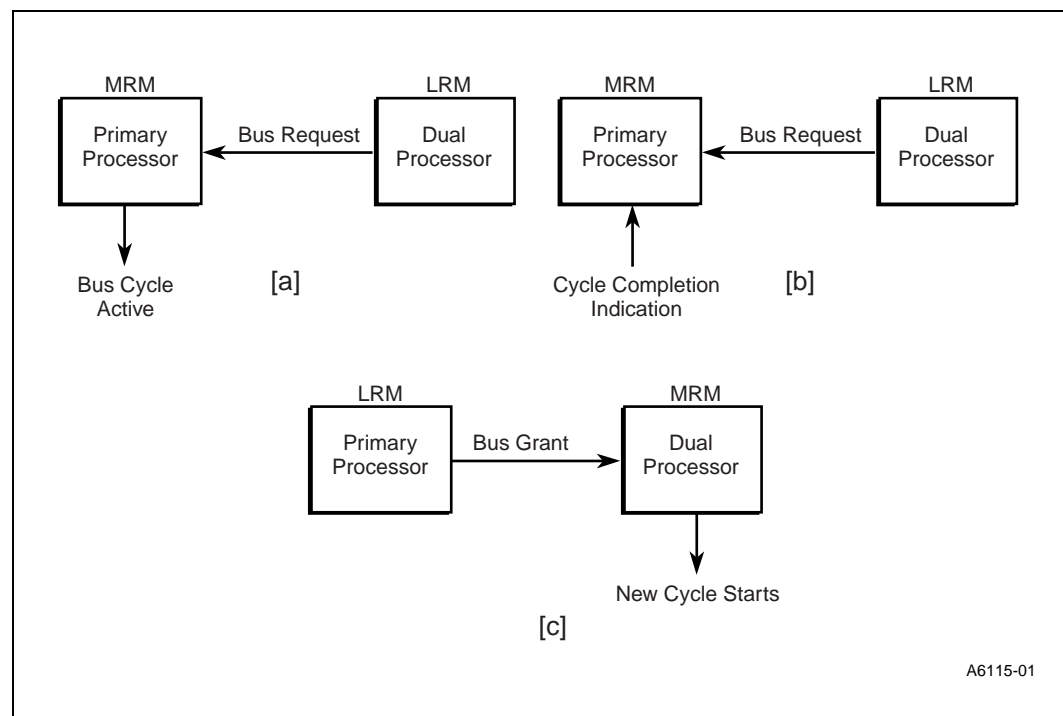 MRM
LRM
Primary
Processor
Bus Request
Dual
Processor
Bus Cycle
Active
[a]
MRM
LRM
Primary
Processor
Bus Request
Dual
Processor
Cycle Completion
Indication
[b]
LRM
MRM
Primary
Processor
Bus Grant
Dual
Processor
New Cycle Starts
[c]
A6115-01